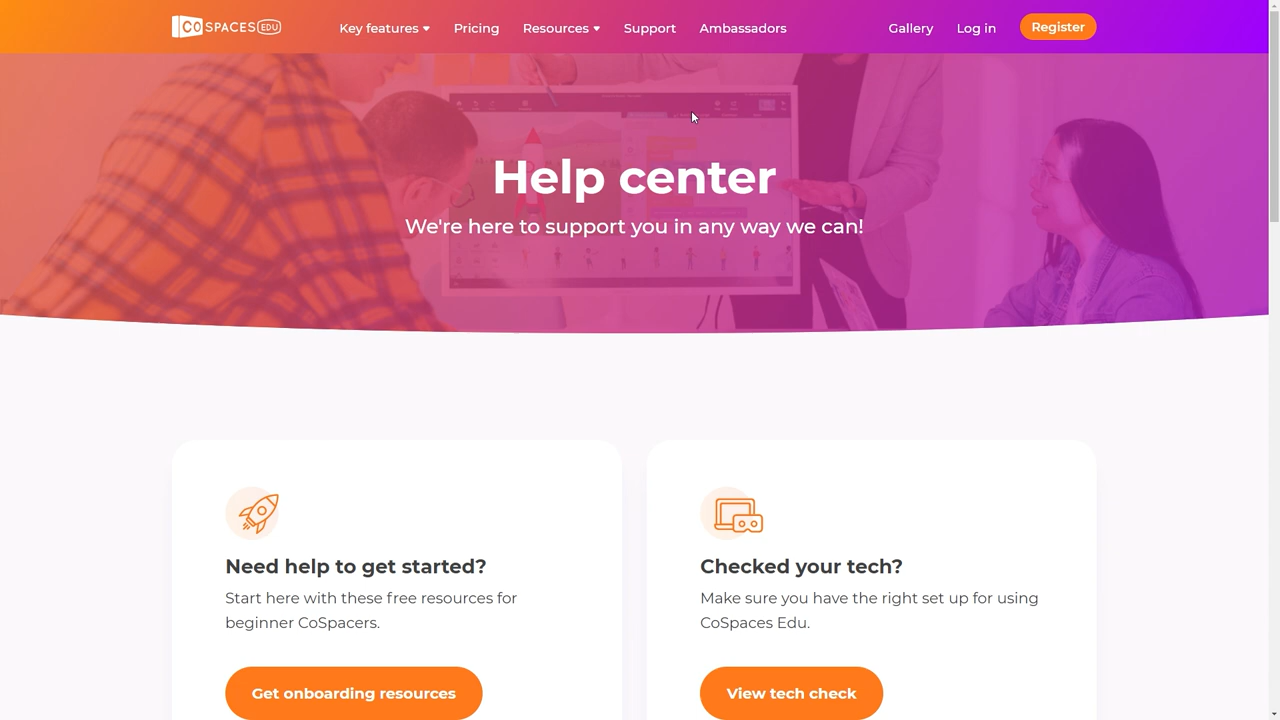 COSPACES EDU Key features Pricing Resources Support Ambassadors Gallery Log in Register
Help center
We're here to support you in any way we can!
Need help to get started?
Start here with these free resources for
beginner CoSpacers.
Get onboarding resources
Checked your tech?
Make sure you have the right set up for using
CoSpaces Edu.
View tech check